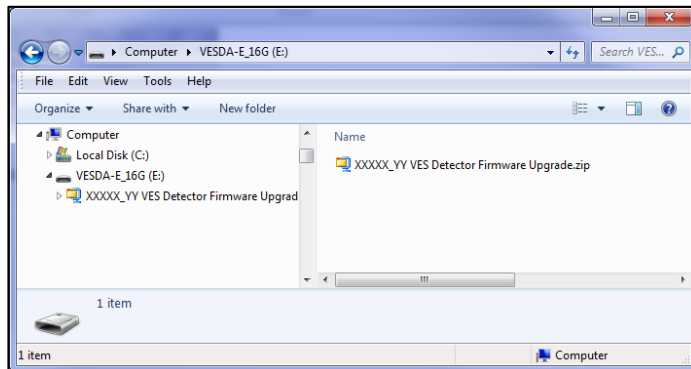 Computer VESDA-E_16G (E:) Search VES...
File Edit View Tools Help
Organize Share with New folder
Computer
Local Disk (C:)
VESDA-E_16G (E:)
XXXXX_YY VES Detector Firmware Upgrad
Name
XXXXX_YY VES Detector Firmware Upgrade.zip
1 item
1 item Computer